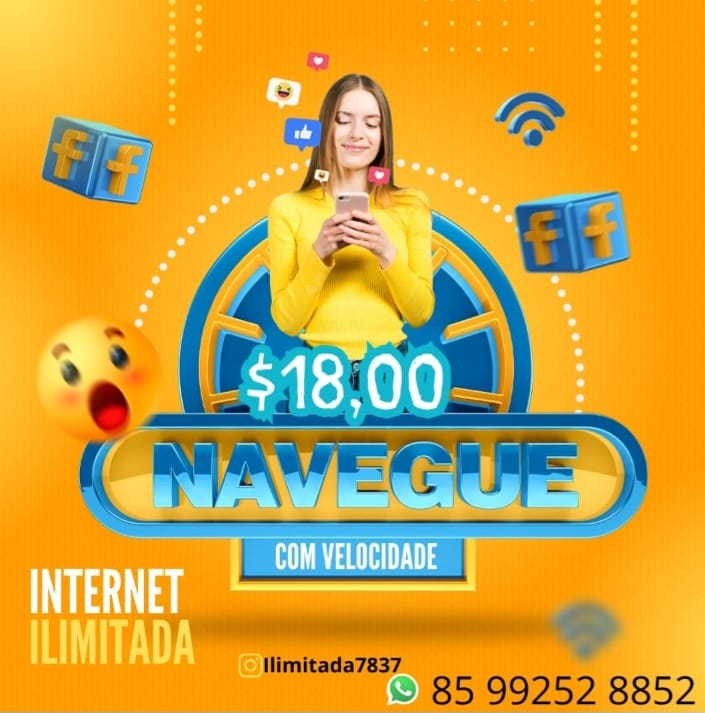 f f
f f
$18,00
NAVEGUE
COM VELOCIDADE
INTERNET
ILIMITADA
Ilimitada7837
85 99252 8852